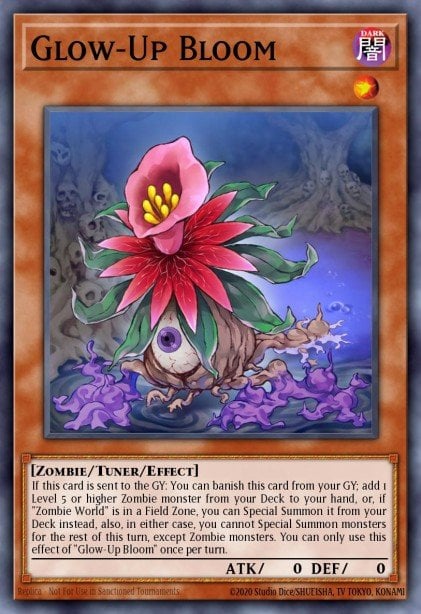 GLOW-UP BLOOM
DARK
闇
[ZOMBIE/TUNER/EFFECT]
If this card is sent to the GY: You can banish this card from your GY; add 1
Level 5 or higher Zombie monster from your Deck to your hand, or, if
"Zombie World" is in a Field Zone, you can Special Summon it from
your Deck instead, also, in either case, you cannot Special Summon monsters
for the rest of this turn, except Zombie monsters. You can only use this
effect of "Glow-Up Bloom" once per turn.
ATK/ 0 DEF/ 0
Replica - Not For Use in Sanctioned Tournaments ©2020 Studio Dice/SHUEISHA, TV TOKYO, KONAMI